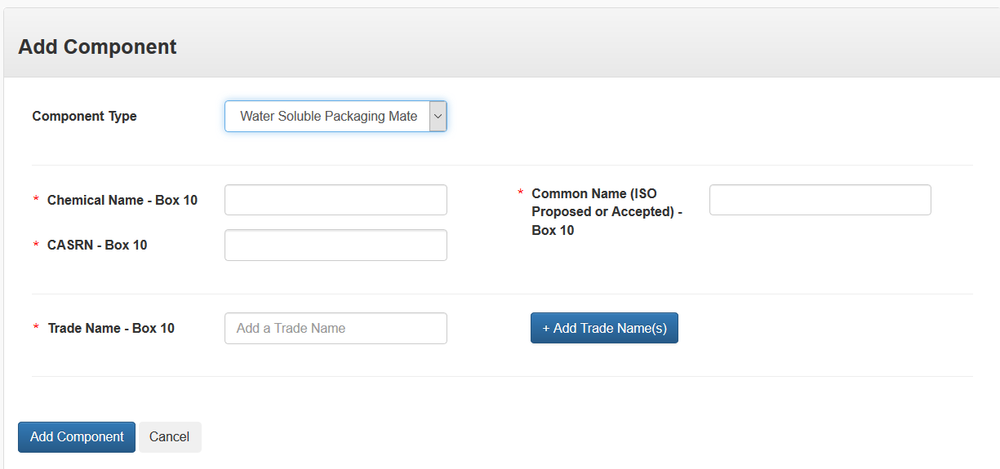 Add Component
Component Type
Water Soluble Packaging Mate
* Chemical Name - Box 10
* Common Name (ISO
Proposed or Accepted) -
Box 10
* CASRN - Box 10
* Trade Name - Box 10
Add a Trade Name
+ Add Trade Name(s)
Add Component
Cancel